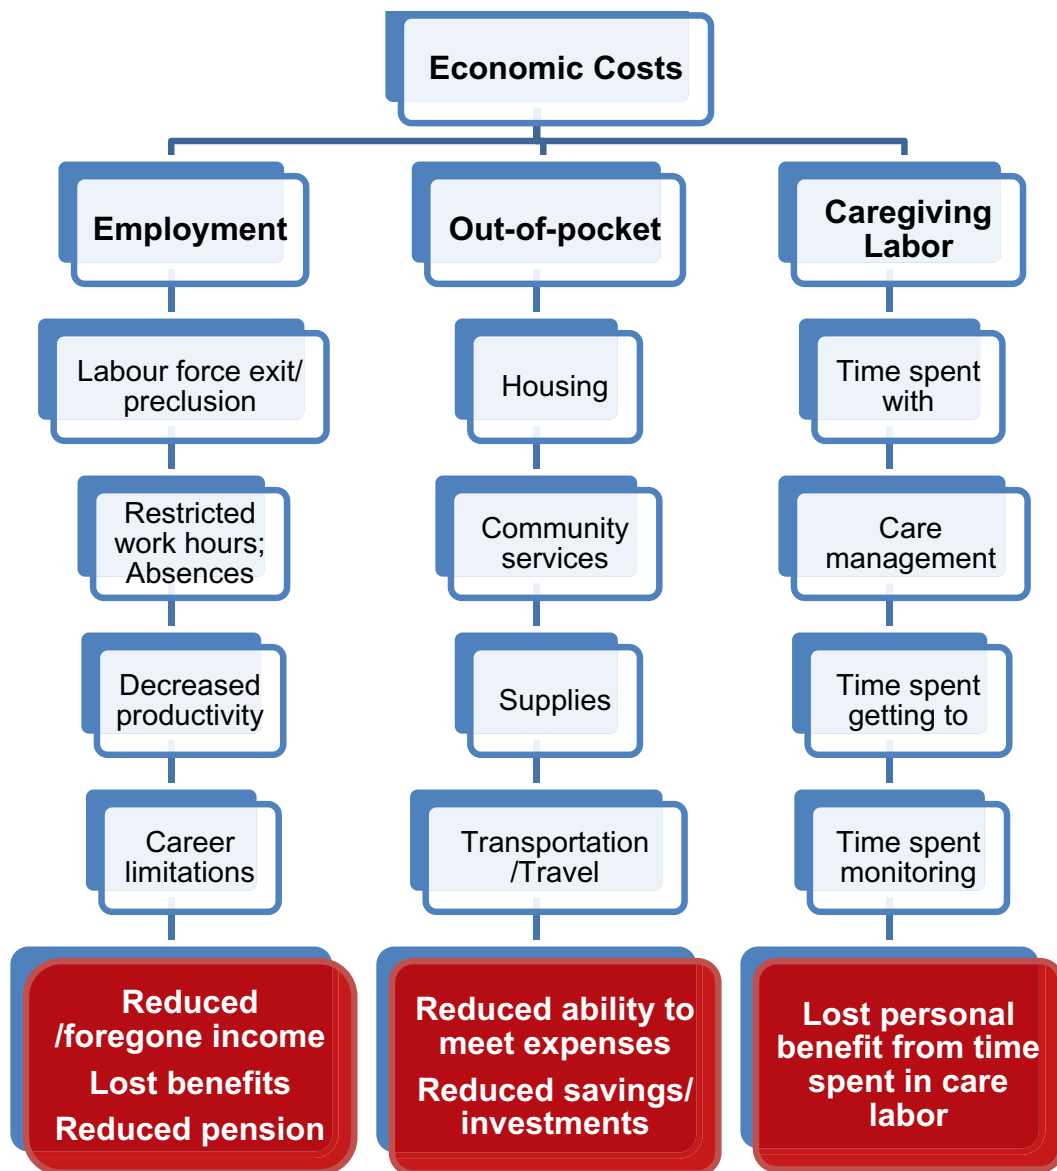 Economic Costs
Employment
Labour force exit/
preclusion
Restricted
work hours;
Absences
Decreased
productivity
Career
limitations
Reduced
/foregone income
Lost benefits
Reduced pension
Out-of-pocket
Housing
Community
services
Supplies
Transportation
/Travel
Reduced ability to
meet expenses
Reduced savings/
investments
Caregiving
Labor
Time spent
with
Care
management
Time spent
getting to
Time spent
monitoring
Lost personal
benefit from time
spent in care
labor